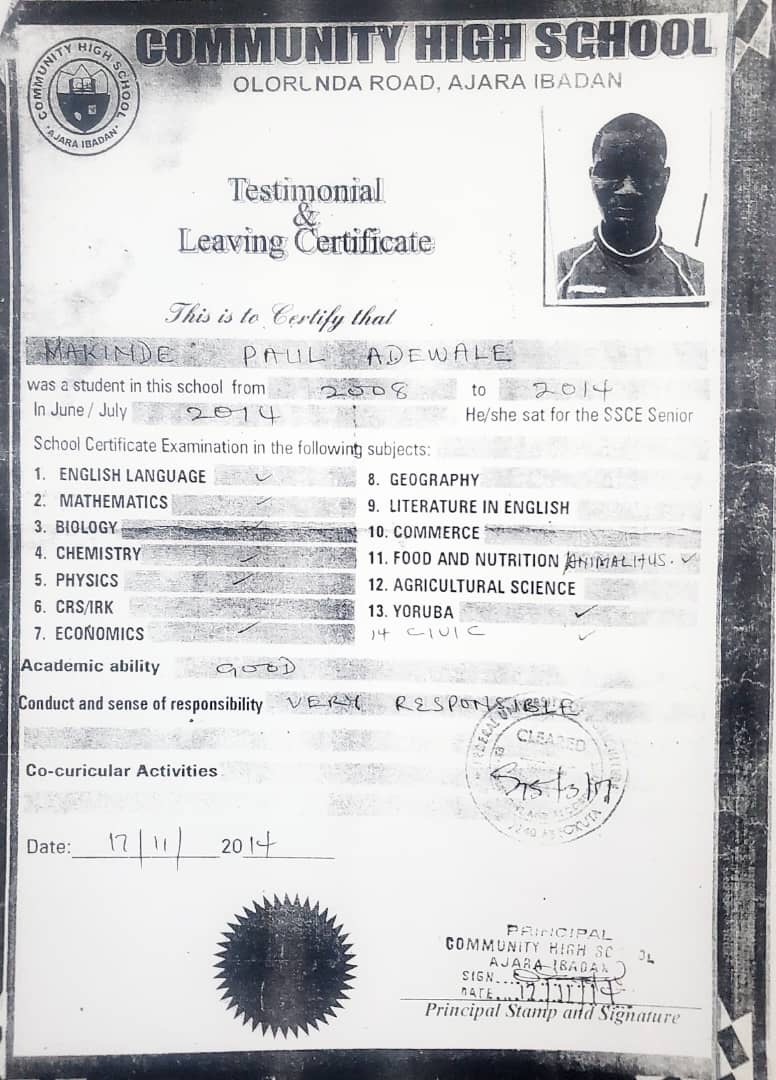 COMMUNITY HIGH SCHOOL
OLORUNDA ROAD, AJARA IBADAN
COMMUNITY HIGH SCHOOL
AJARA IBADAN
Testimonial
&
Leaving Certificate
This is to Certify that
MAKINDE PAUL ADEWALE
was a student in this school from 2008 to 2014
In June / July 2014 He/she sat for the SSCE Senior
School Certificate Examination in the following subjects:
1. ENGLISH LANGUAGE ✓
2. MATHEMATICS ✓
3. BIOLOGY ✓
4. CHEMISTRY ✓
5. PHYSICS ✓
6. CRS/IRK
7. ECONOMICS ✓
8. GEOGRAPHY
9. LITERATURE IN ENGLISH
10. COMMERCE
11. FOOD AND NUTRITION / ANIMAL HUS. ✓
12. AGRICULTURAL SCIENCE
13. YORUBA ✓
14 CIVIC ✓
Academic ability GOOD
Conduct and sense of responsibility VERY RESPONSIBLE
CLEARED
Co-curicular Activities
Date: 17/11/ 2014
PRINCIPAL
COMMUNITY HIGH SC OL
AJARA IBADAN
SIGN
DATE 17/11/14
Principal Stamp and Signature